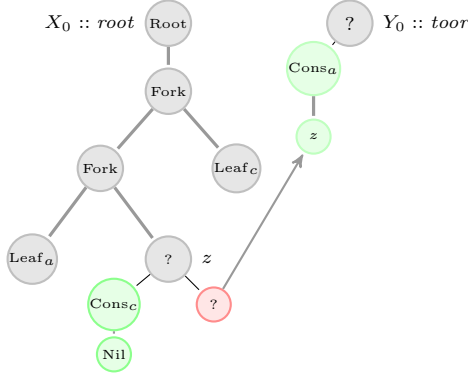 X₀ :: root
Root
?
Y₀ :: toor
Cons_a
Fork
z
Fork
Leaf_c
Leaf_a
?
z
Cons_c
?
Nil